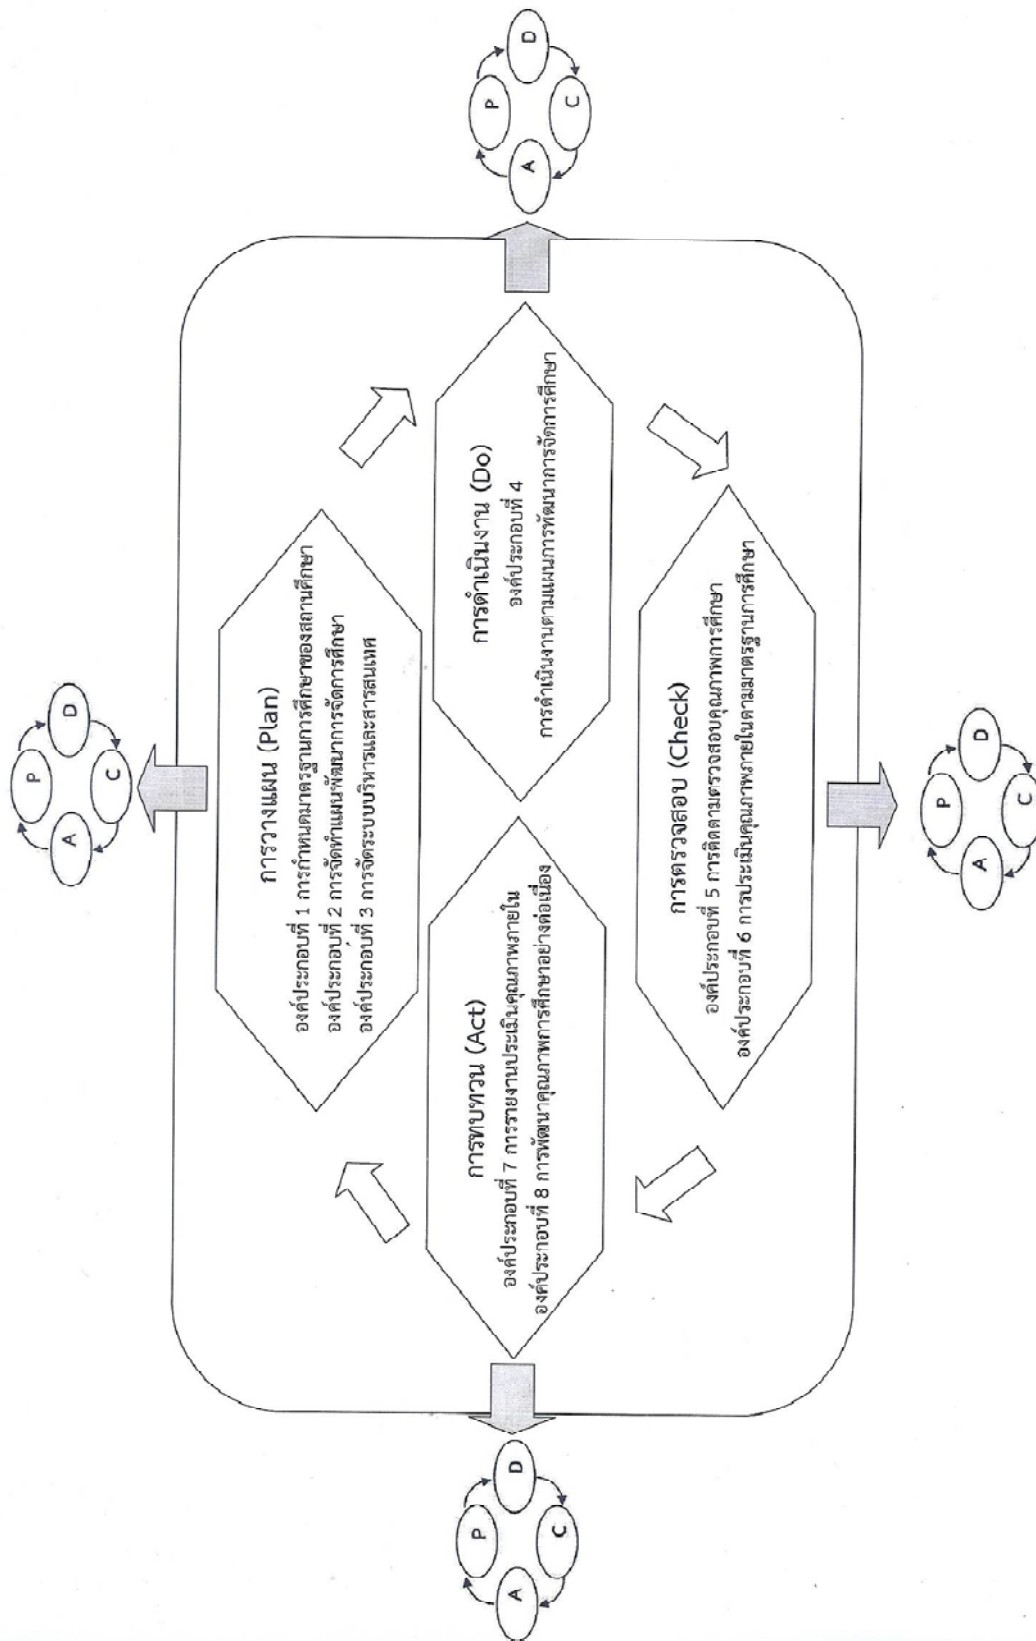 P
D
C
A
การวางแผน (Plan)
องค์ประกอบที่ 1 การกำหนดมาตรฐานการศึกษาของสถานศึกษา
องค์ประกอบที่ 2 การจัดทำแผนพัฒนาการจัดการศึกษา
องค์ประกอบที่ 3 การจัดระบบบริหารและสารสนเทศ
P
D
C
A
การทบทวน (Act)
องค์ประกอบที่ 7 การรายงานประเมินคุณภาพภายใน
องค์ประกอบที่ 8 การพัฒนาคุณภาพการศึกษาอย่างต่อเนื่อง
การดำเนินงาน (Do)
องค์ประกอบที่ 4
การดำเนินงานตามแผนการพัฒนาการจัดการศึกษา
P
D
C
A
การตรวจสอบ (Check)
องค์ประกอบที่ 5 การติดตามตรวจสอบคุณภาพการศึกษา
องค์ประกอบที่ 6 การประเมินคุณภาพภายในตามมาตรฐานการศึกษา
P
D
C
A